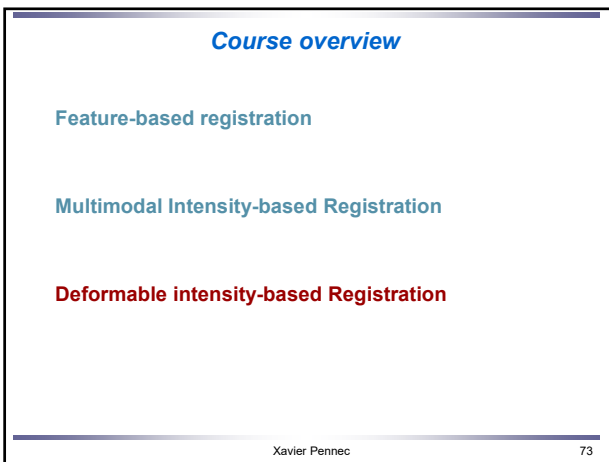 Course overview
Feature-based registration
Multimodal Intensity-based Registration
Deformable intensity-based Registration
Xavier Pennec
73